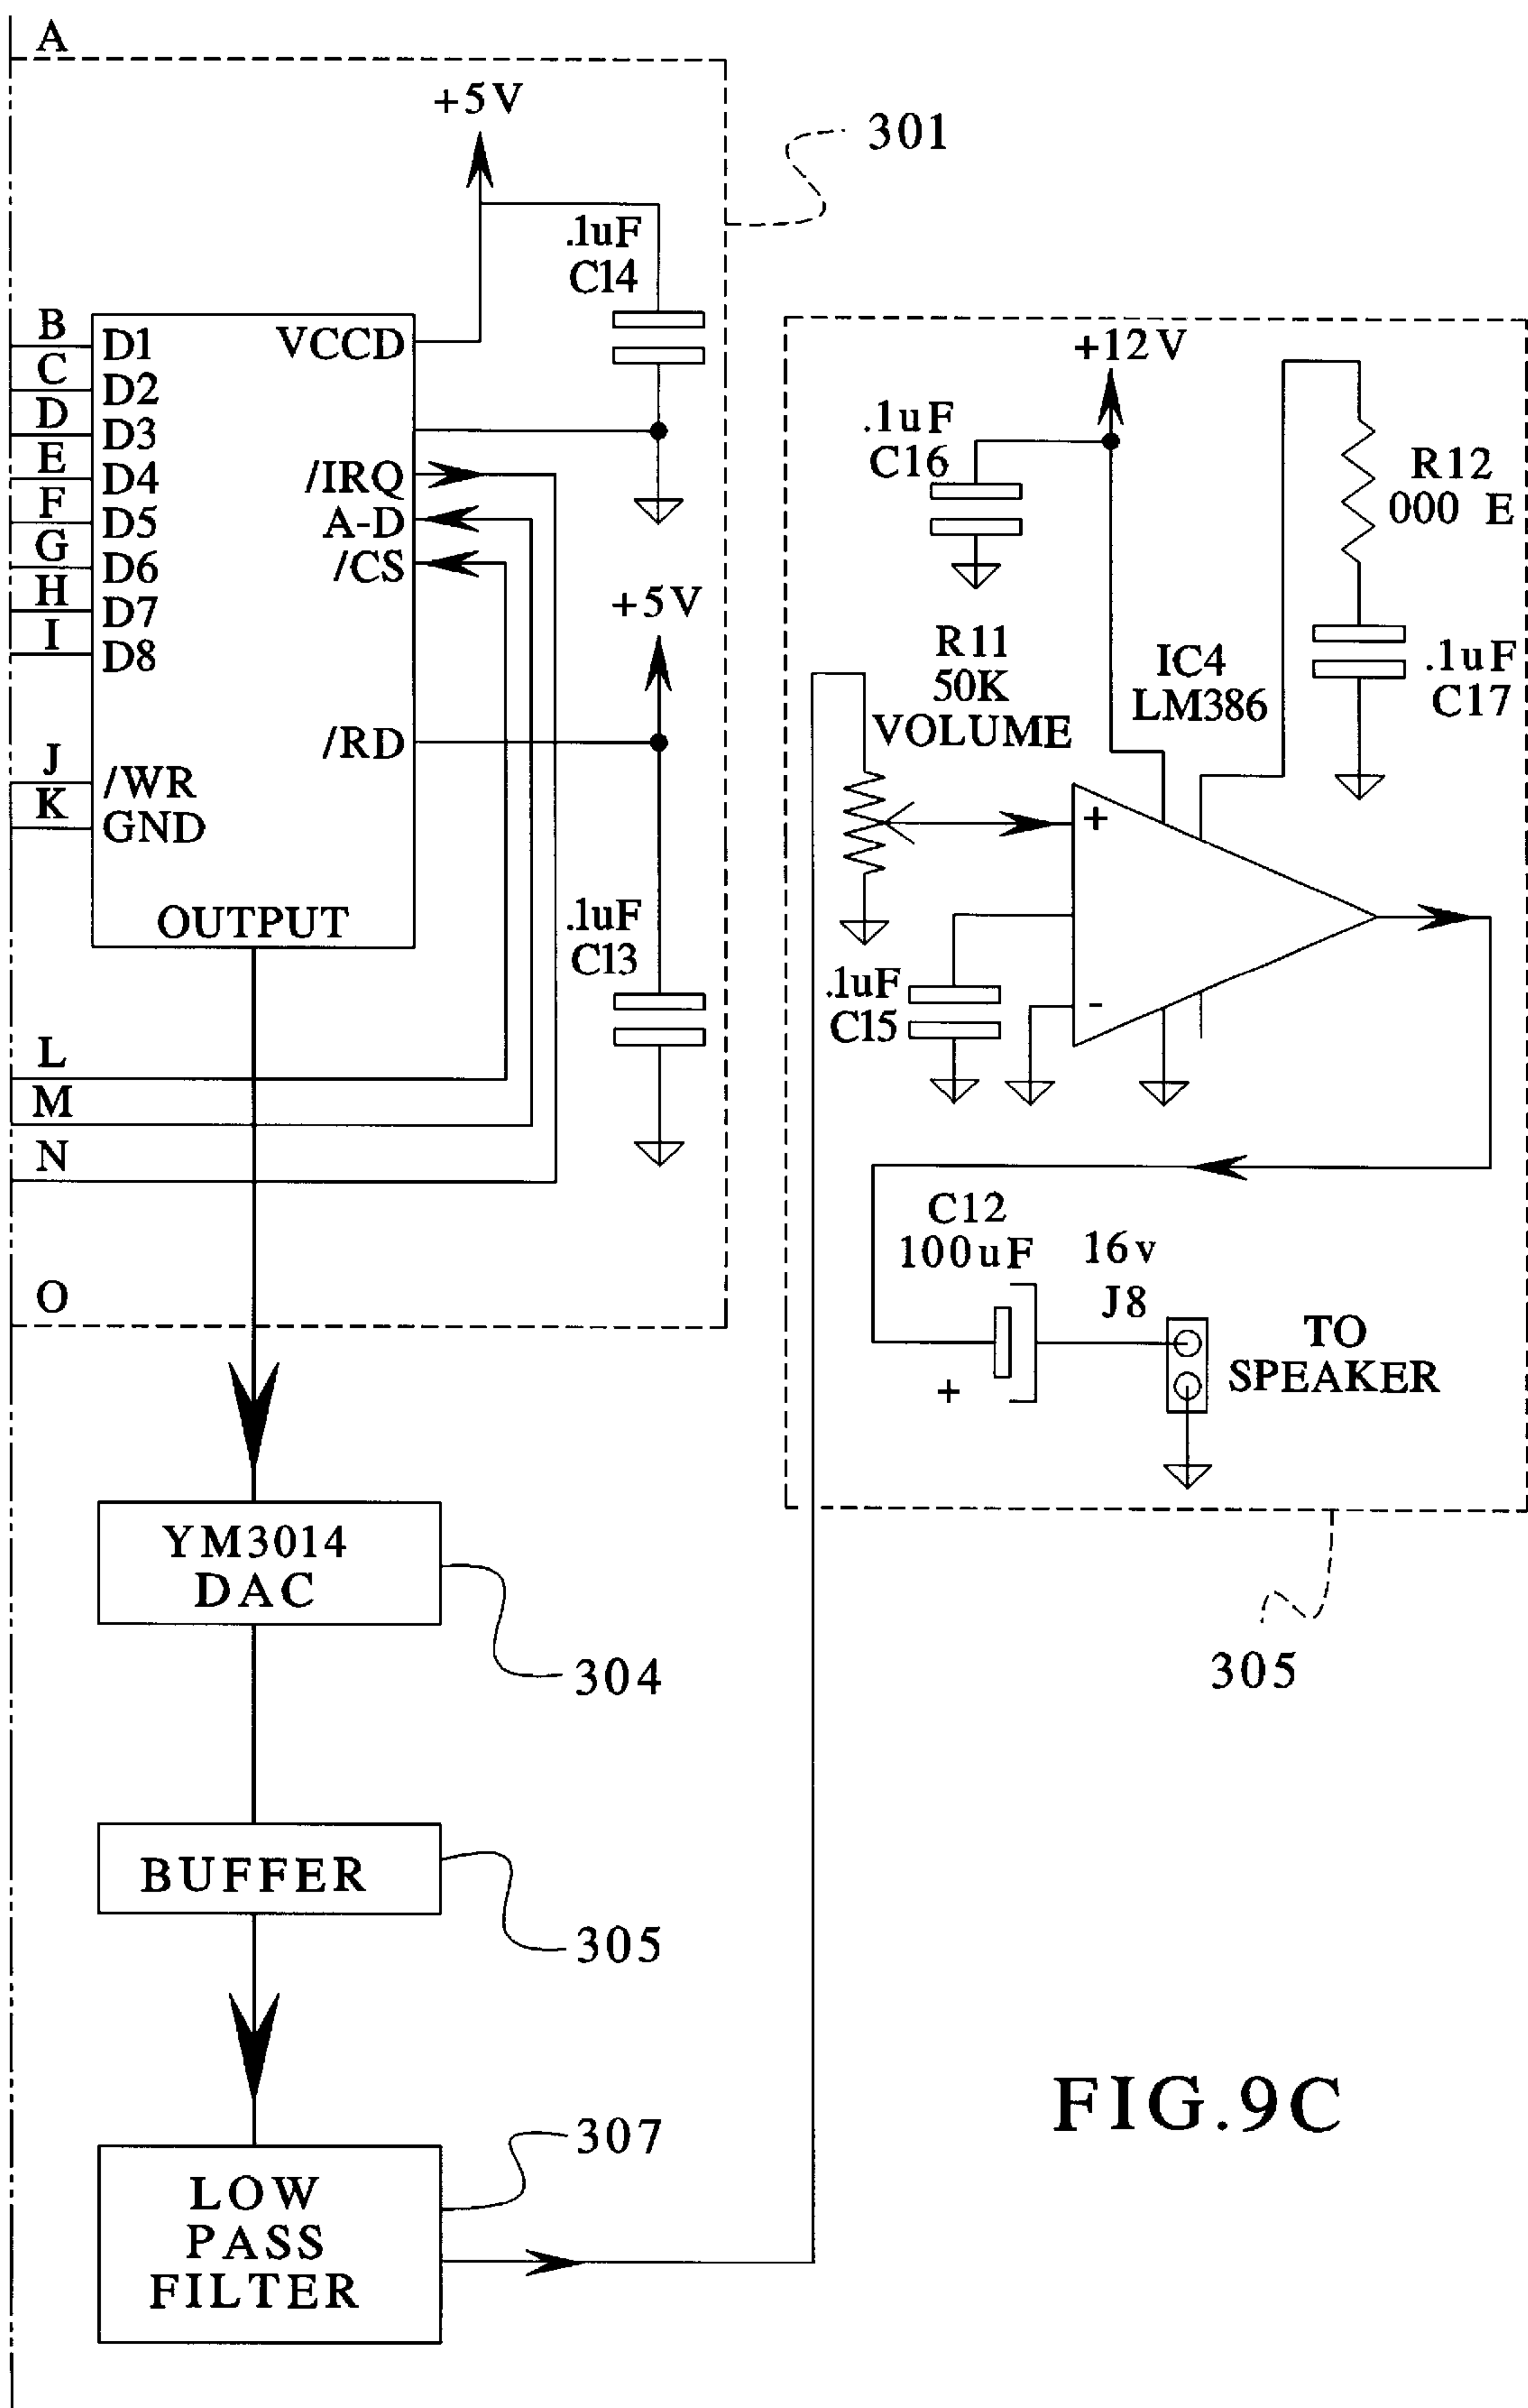 A
+5V
301
.1uF
C14
B
C
D
E
F
G
H
I
D1
D2
D3
D4
D5
D6
D7
D8
VCCD
/IRQ
A-D
/CS
+5V
/RD
J
K
/WR
GND
OUTPUT
.1uF
C13
L
M
N
O
+12V
.1uF
C16
R12
000 E
R11
50K
VOLUME
IC4
LM386
.1uF
C17
+
-
.1uF
C15
C12
100uF
16v
J8
+
TO
SPEAKER
305
YM3014
DAC
304
BUFFER
305
307
LOW
PASS
FILTER
FIG.9C